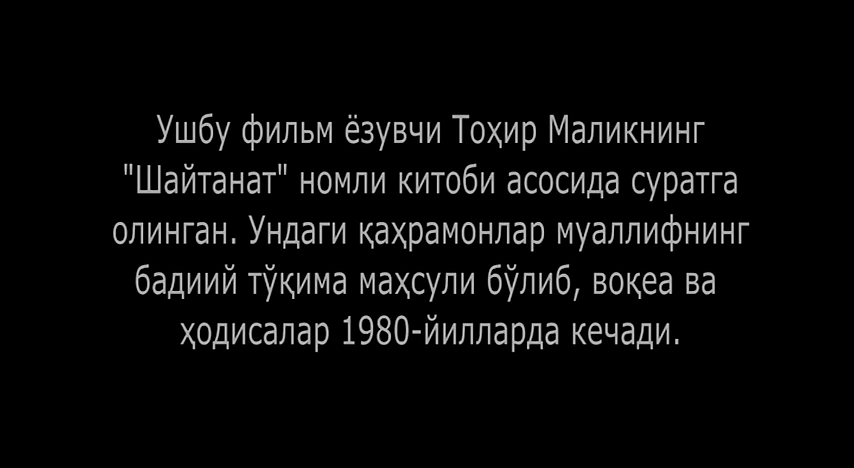 Ушбу фильм ёзувчи Тоҳир Маликнинг
"Шайтанат" номли китоби асосида суратга
олинган. Ундаги қаҳрамонлар муаллифнинг
бадиий тўқима маҳсули бўлиб, воқеа ва
ҳодисалар 1980-йилларда кечади.